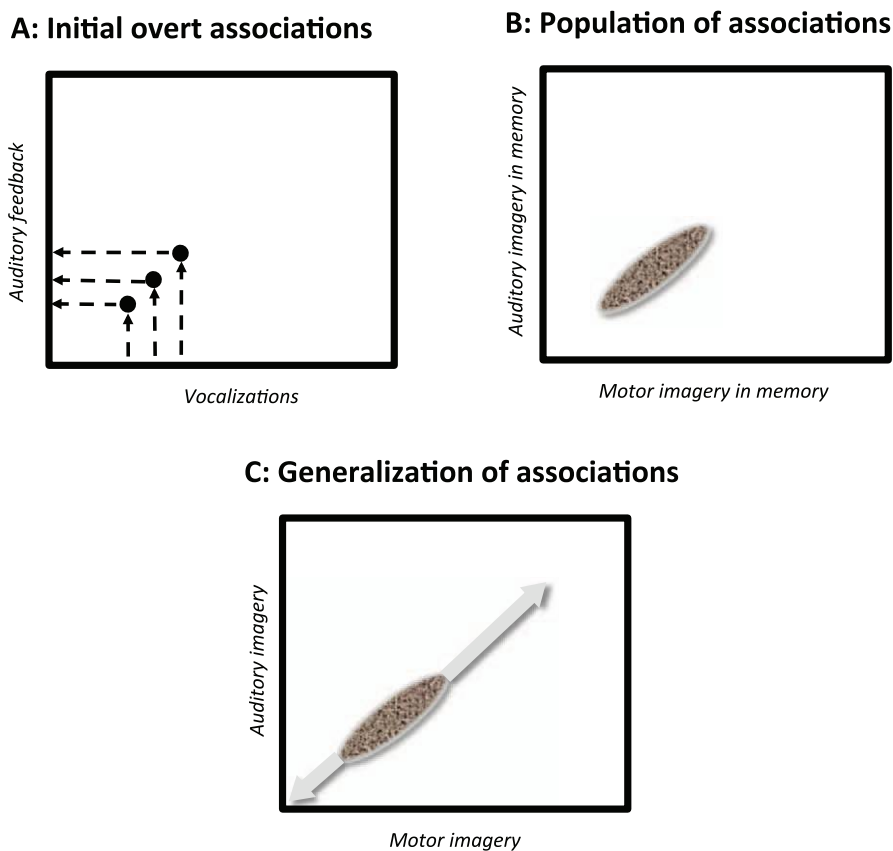 A: Initial overt associations
Auditory feedback
Vocalizations
B: Population of associations
Auditory imagery in memory
Motor imagery in memory
C: Generalization of associations
Auditory imagery
Motor imagery